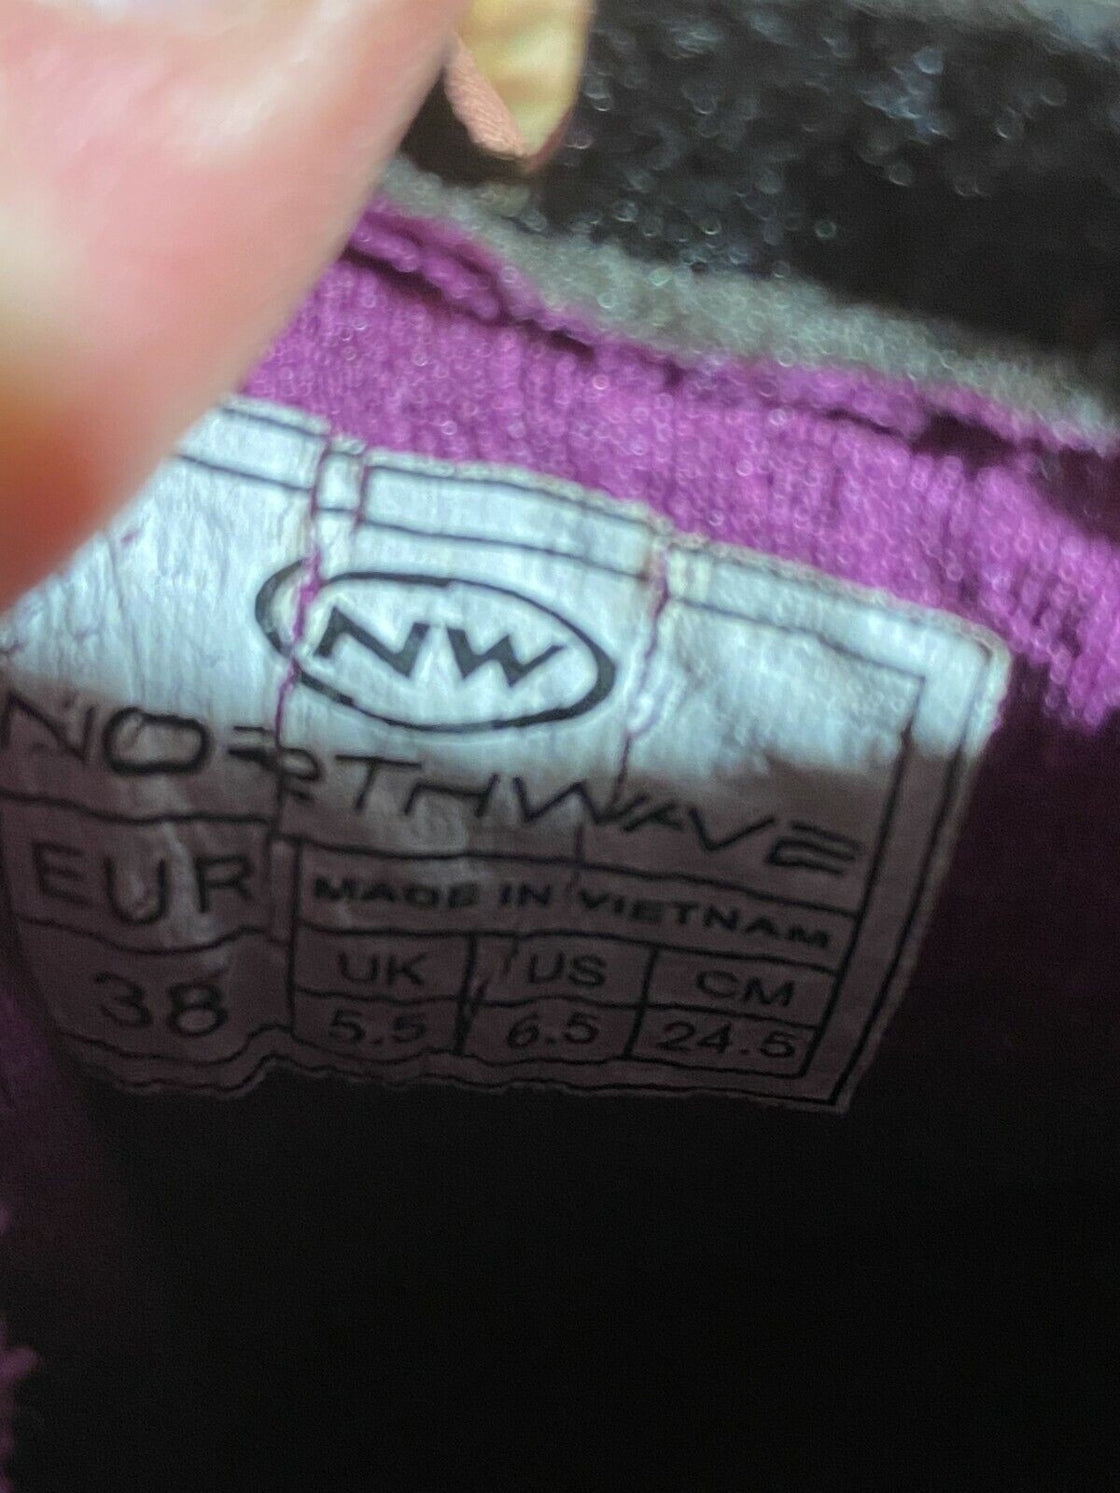 NW
NORTHWAVE
EUR MADE IN VIETNAM
UK US CM
38 5.5 6.5 24.5